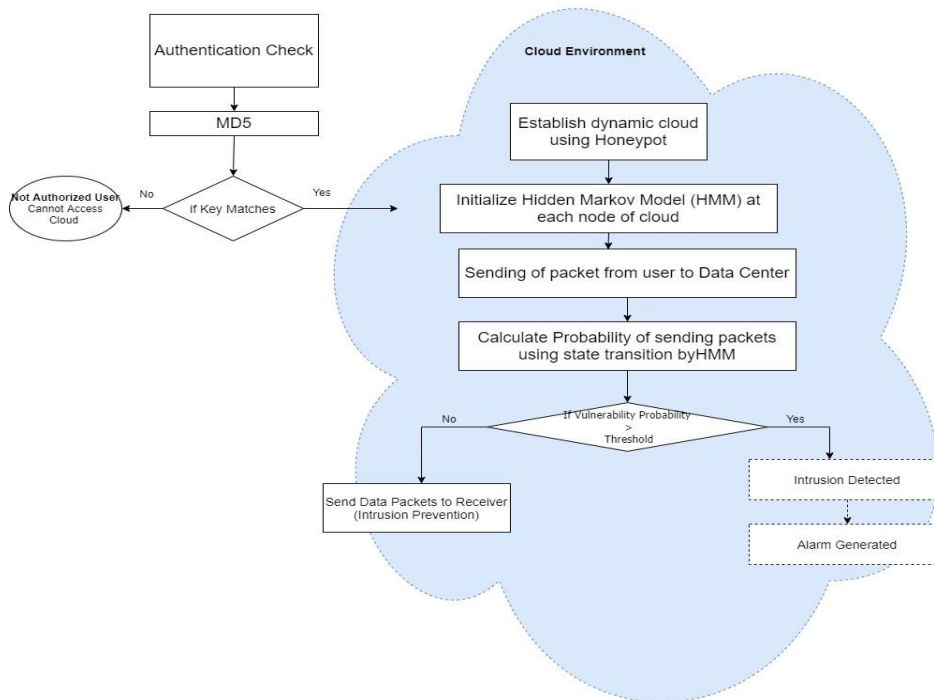 Authentication Check
MD5
if Key Matches
No
Yes
Not Authorized User
Cannot Access
Cloud
Cloud Environment
Establish dynamic cloud
using Honeypot
Initialize Hidden Markov Model (HMM) at
each node of cloud
Sending of packet from user to Data Center
Calculate Probability of sending packets
using state transition byHMM
If Vulnerability Probability
>
Threshold
No
Yes
Send Data Packets to Receiver
(Intrusion Prevention)
Intrusion Detected
Alarm Generated